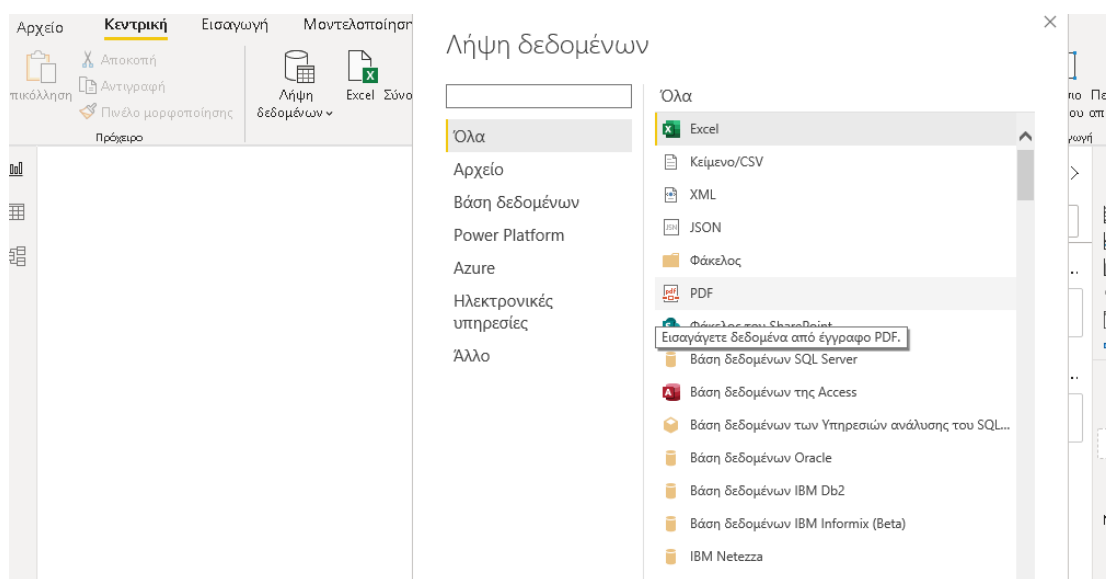 Αρχείο Κεντρική Εισαγωγή
Αποκοπή
Αντιγραφή
Πινέλο μορφοποίησης
Πρόχειρο
Λήψη
δεδομένων
Excel
Λήψη δεδομένων
Όλα
Αρχείο
Βάση δεδομένων
Power Platform
Azure
Ηλεκτρονικές
υπηρεσίες
Άλλο
Όλα
Excel
Κείμενο/CSV
XML
JSON
Φάκελος
PDF
Φάκελος του SharePoint
Εισαγάγετε δεδομένα από έγγραφο PDF.
Βάση δεδομένων SQL Server
Βάση δεδομένων της Access
Βάση δεδομένων των Υπηρεσιών ανάλυσης του SQL...
Βάση δεδομένων Oracle
Βάση δεδομένων IBM Db2
Βάση δεδομένων IBM Informix (Beta)
IBM Netezza